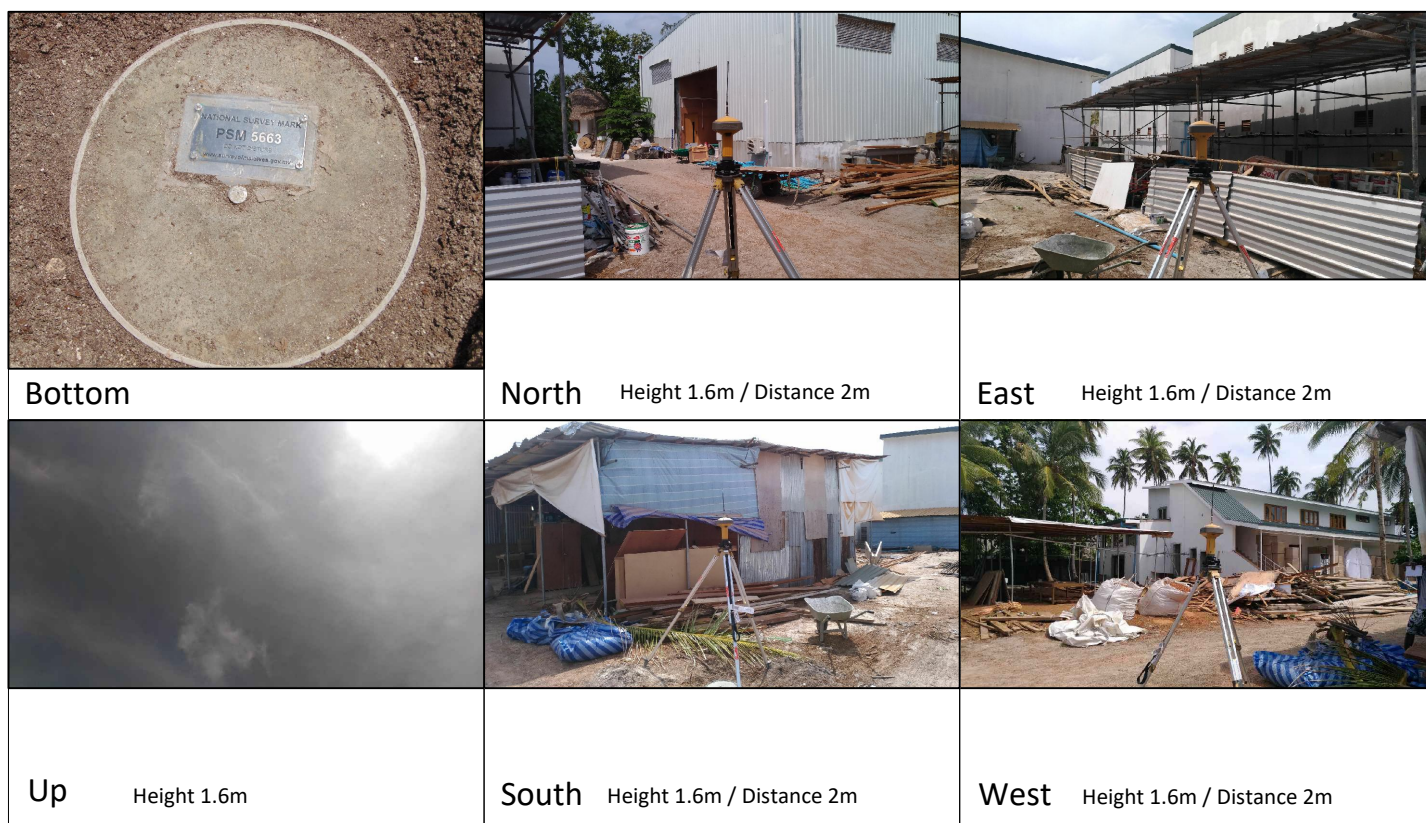 NATIONAL SURVEY MARK
PSM 5663
Bottom
North Height 1.6m / Distance 2m
East Height 1.6m / Distance 2m
Up Height 1.6m
South Height 1.6m / Distance 2m
West Height 1.6m / Distance 2m